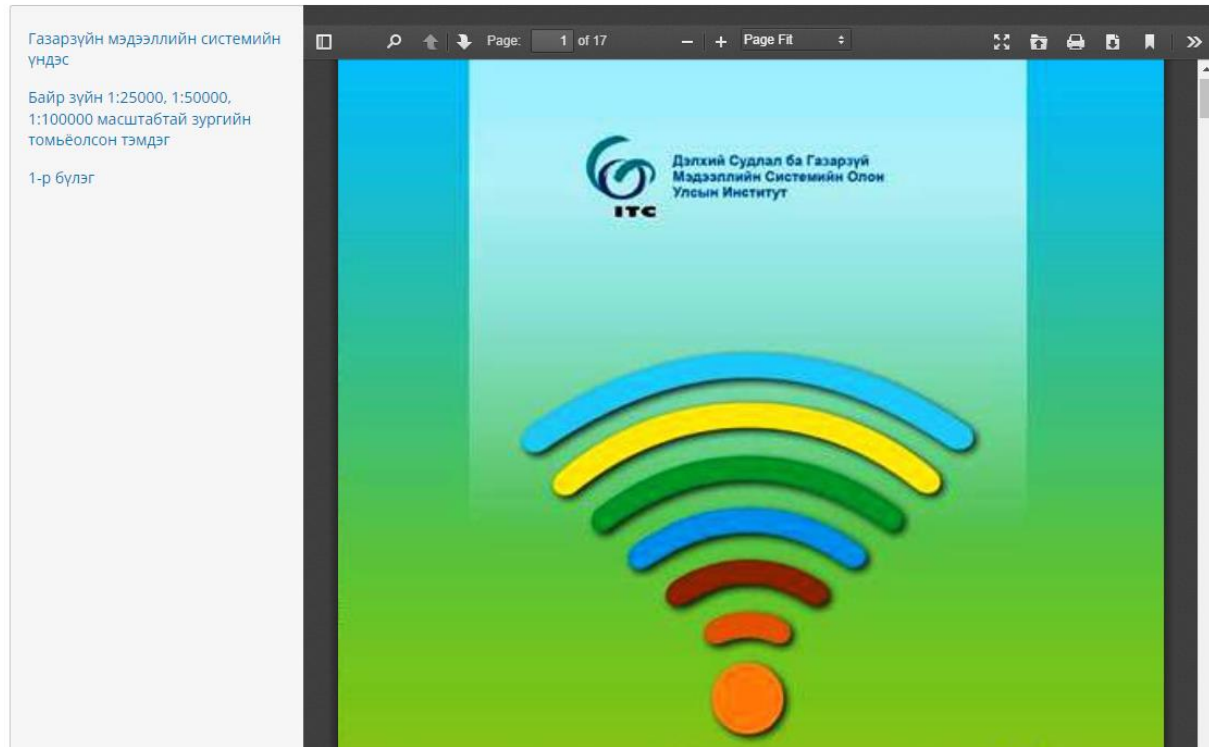 Газарзүйн мэдээллийн системийн
үндэс
Байр зүйн 1:25000, 1:50000,
1:100000 масштабтай зургийн
томьёолсон тэмдэг
1-р бүлэг
Page: 1 of 17
Page Fit
Дэлхий Судлал ба Газарзүй
Мэдээллийн Системийн Олон
Улсын Институт
ITC